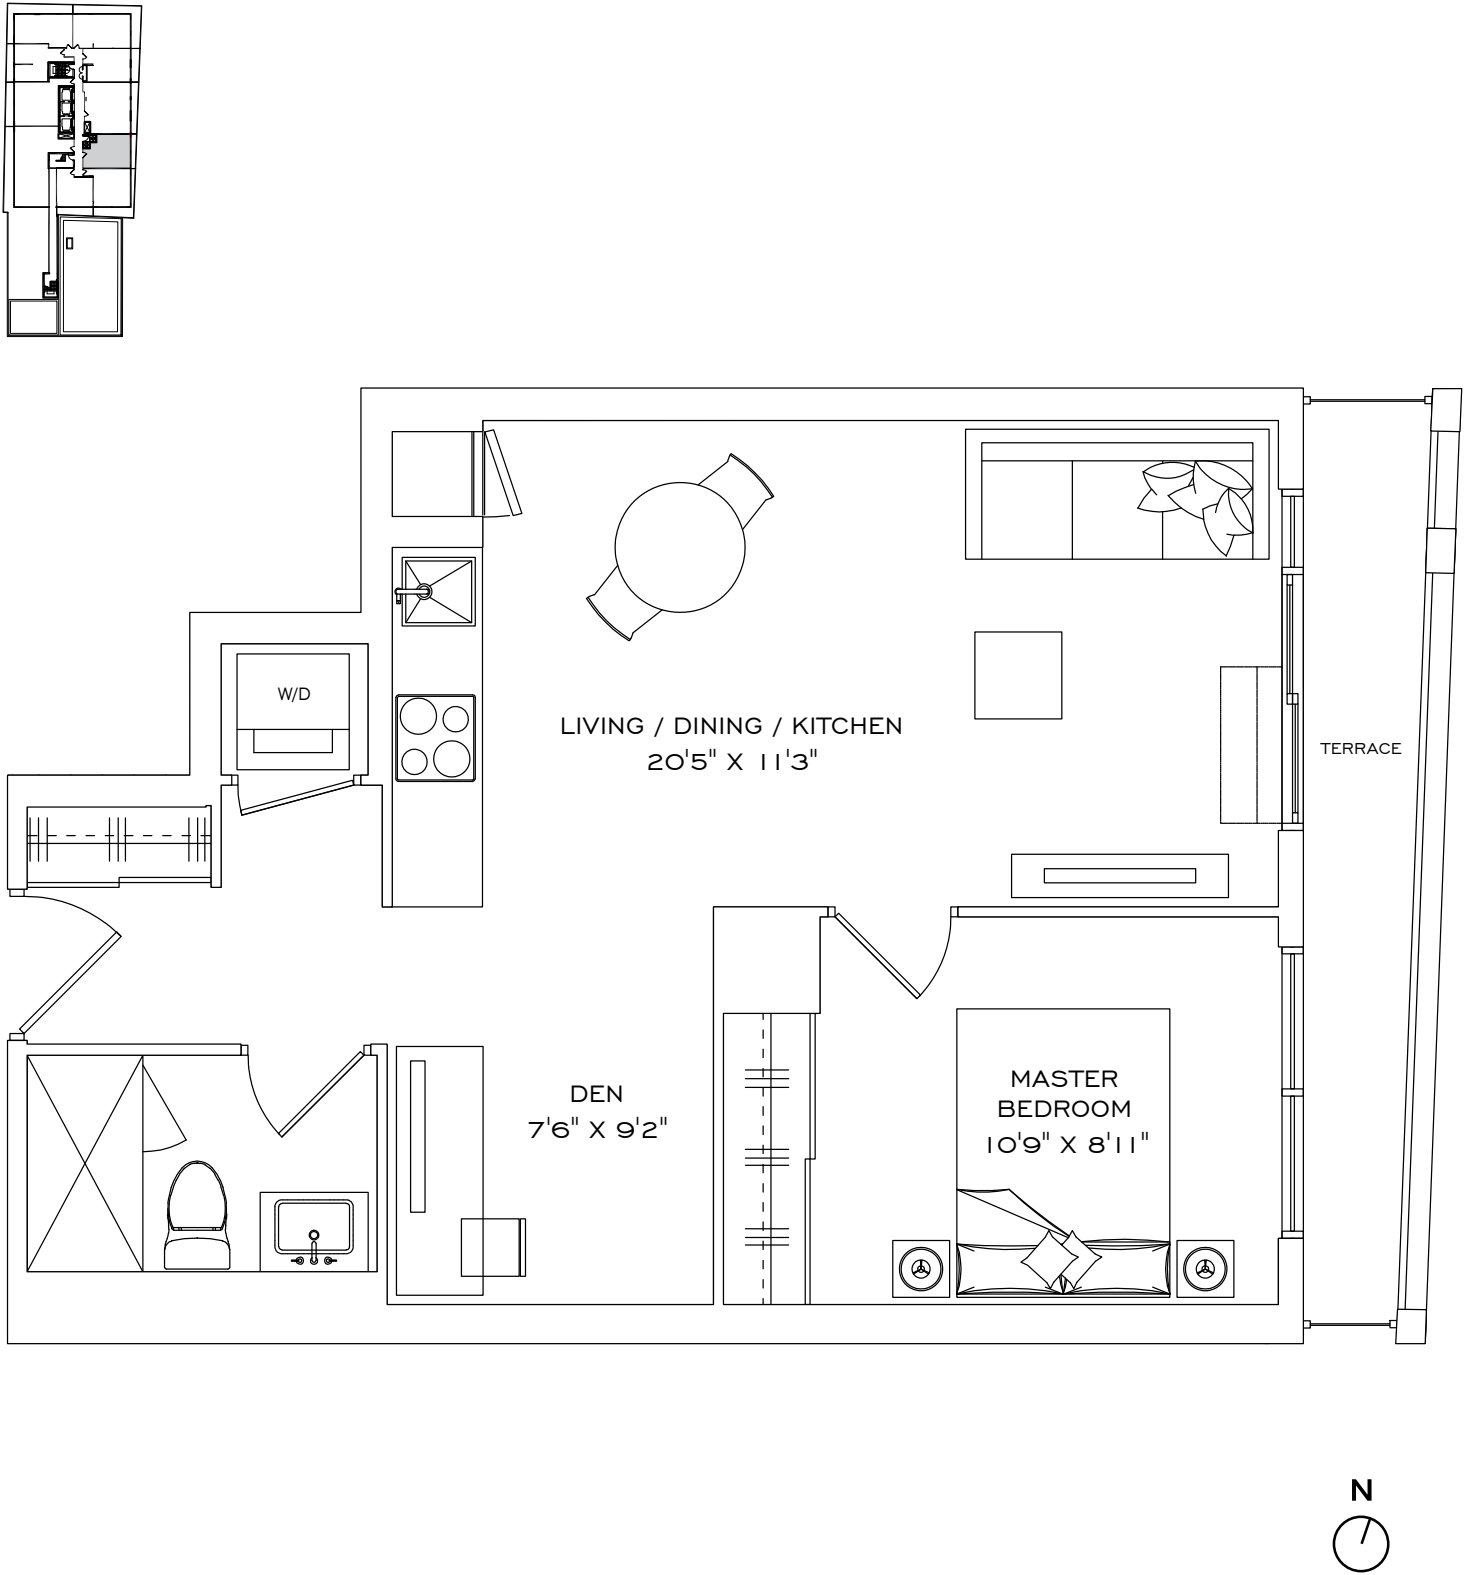 W/D
LIVING / DINING / KITCHEN
20'5" X 11'3"
TERRACE
MASTER
BEDROOM
10'9" X 8'11"
DEN
7'6" X 9'2"
N